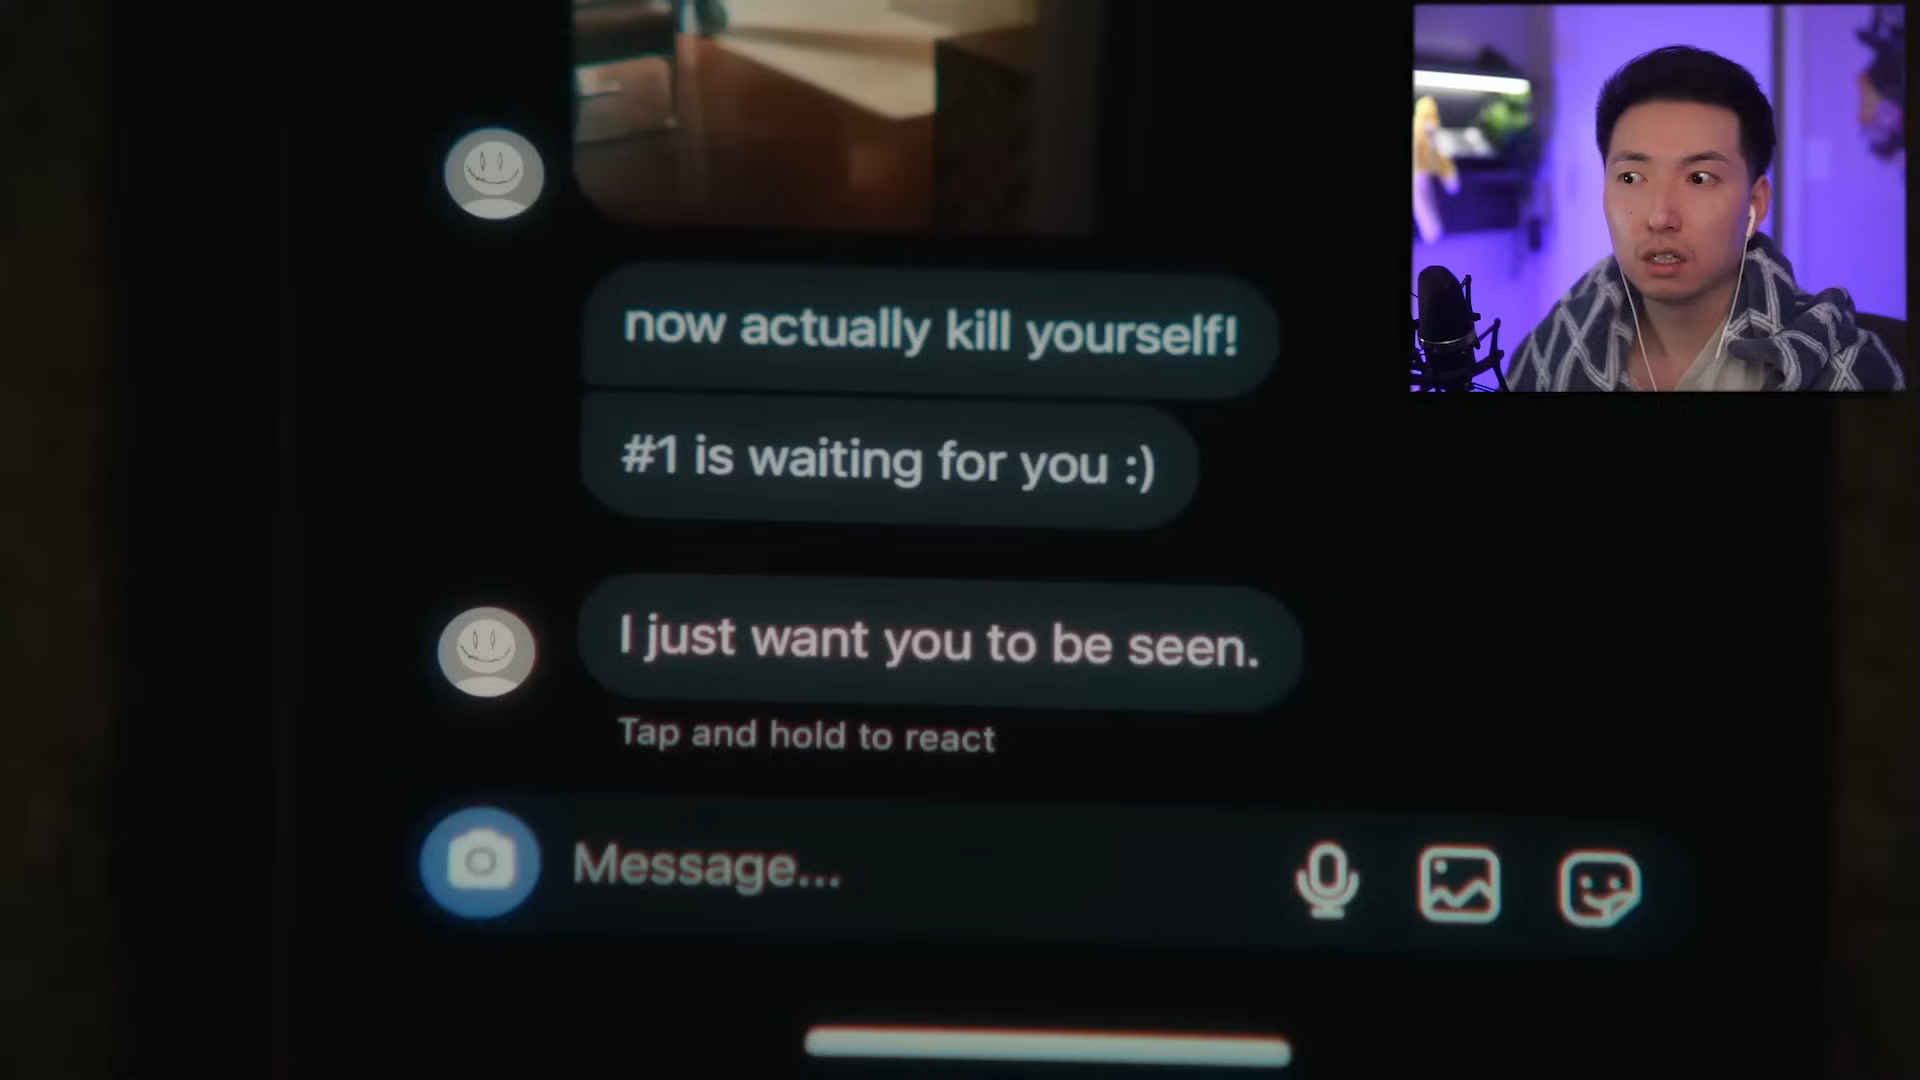 now actually kill yourself!
#1 is waiting for you :)
I just want you to be seen.
Tap and hold to react
Message...